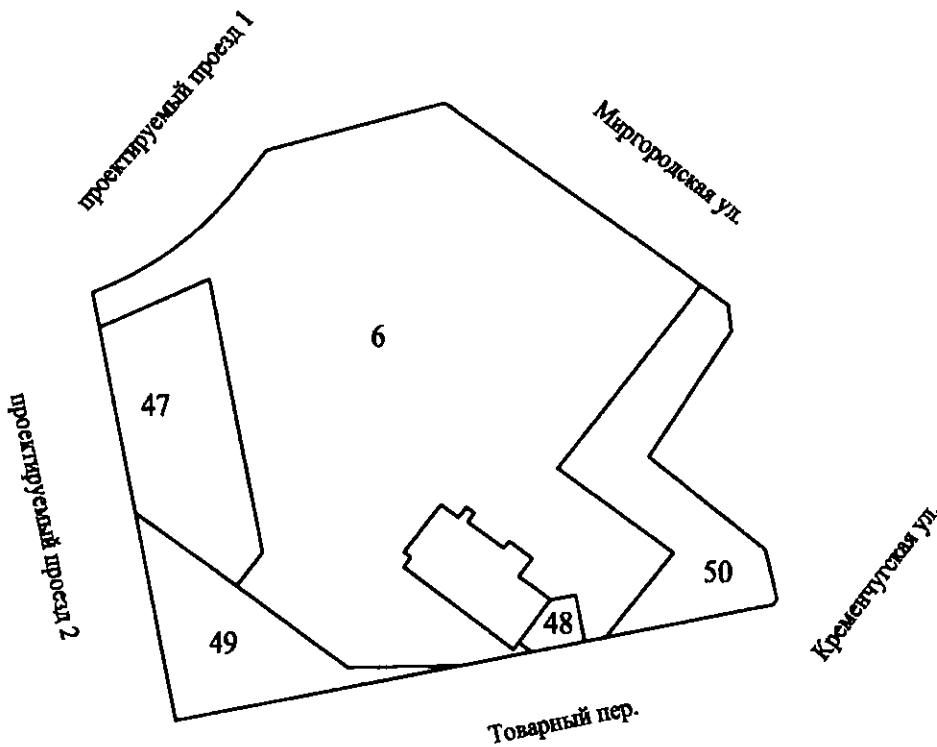 проектируемый проезд 1
Миргородская ул.
6
47
проектируемый проезд 2
50
Кременчугская ул.
48
49
Товарный пер.